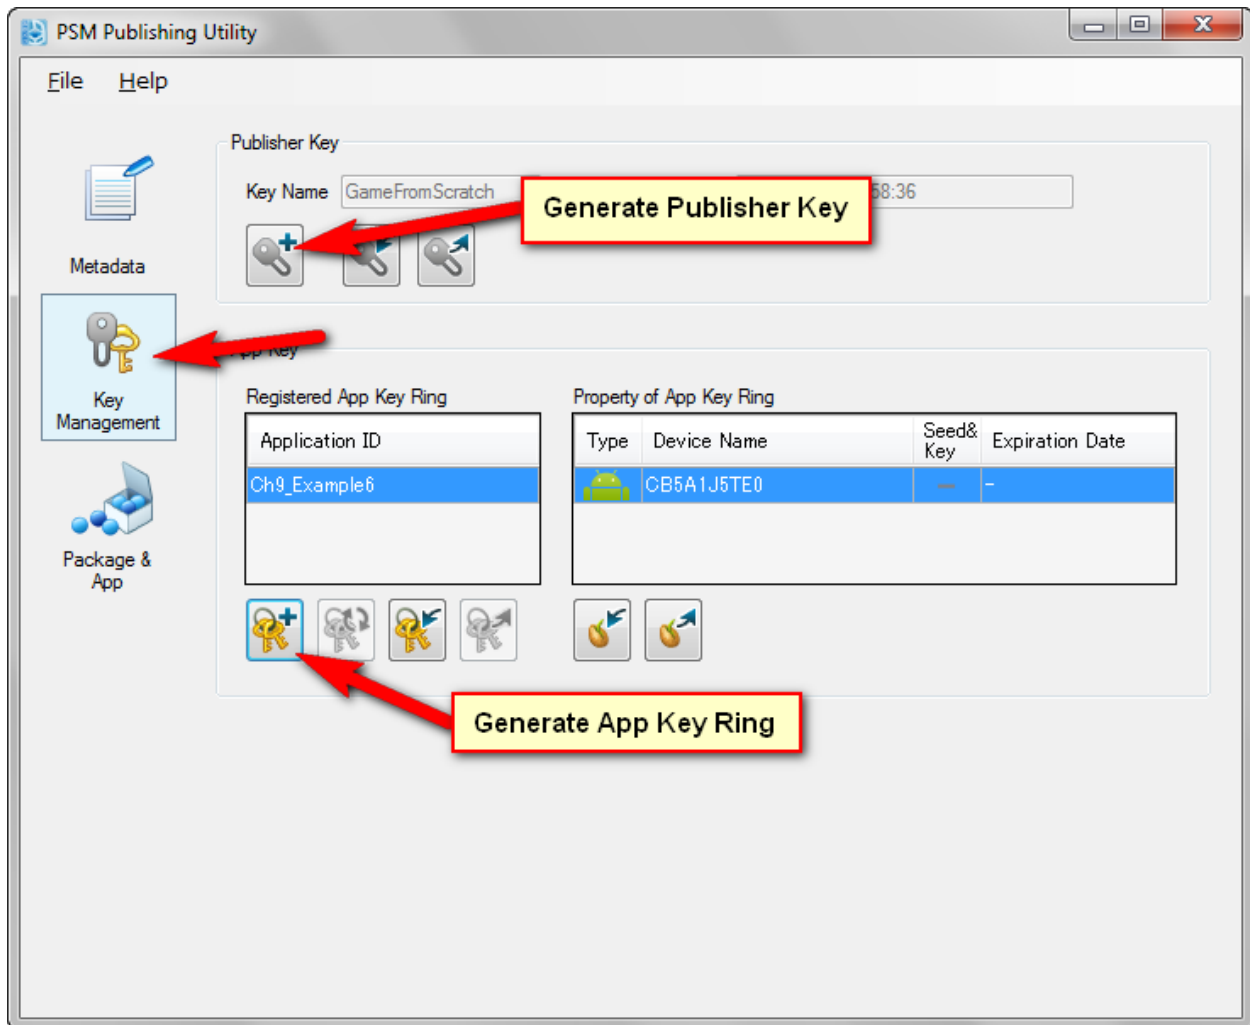 PSM Publishing Utility
File Help
Publisher Key
Key Name GameFromScratch 58:36
Generate Publisher Key
Metadata
Key
Management
App Key
Registered App Key Ring Property of App Key Ring
Application ID Type Device Name Seed& Key Expiration Date
Ch9_Example6 CB5A1J5TE0 — -
Package &
App
Generate App Key Ring